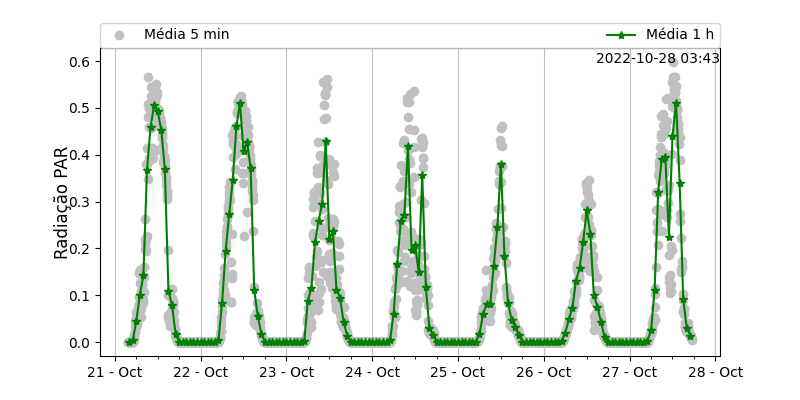 Média 5 min
Média 1 h
2022-10-28 03:43
Radiação PAR
0.6
0.5
0.4
0.3
0.2
0.1
0.0
21 - Oct
22 - Oct
23 - Oct
24 - Oct
25 - Oct
26 - Oct
27 - Oct
28 - Oct